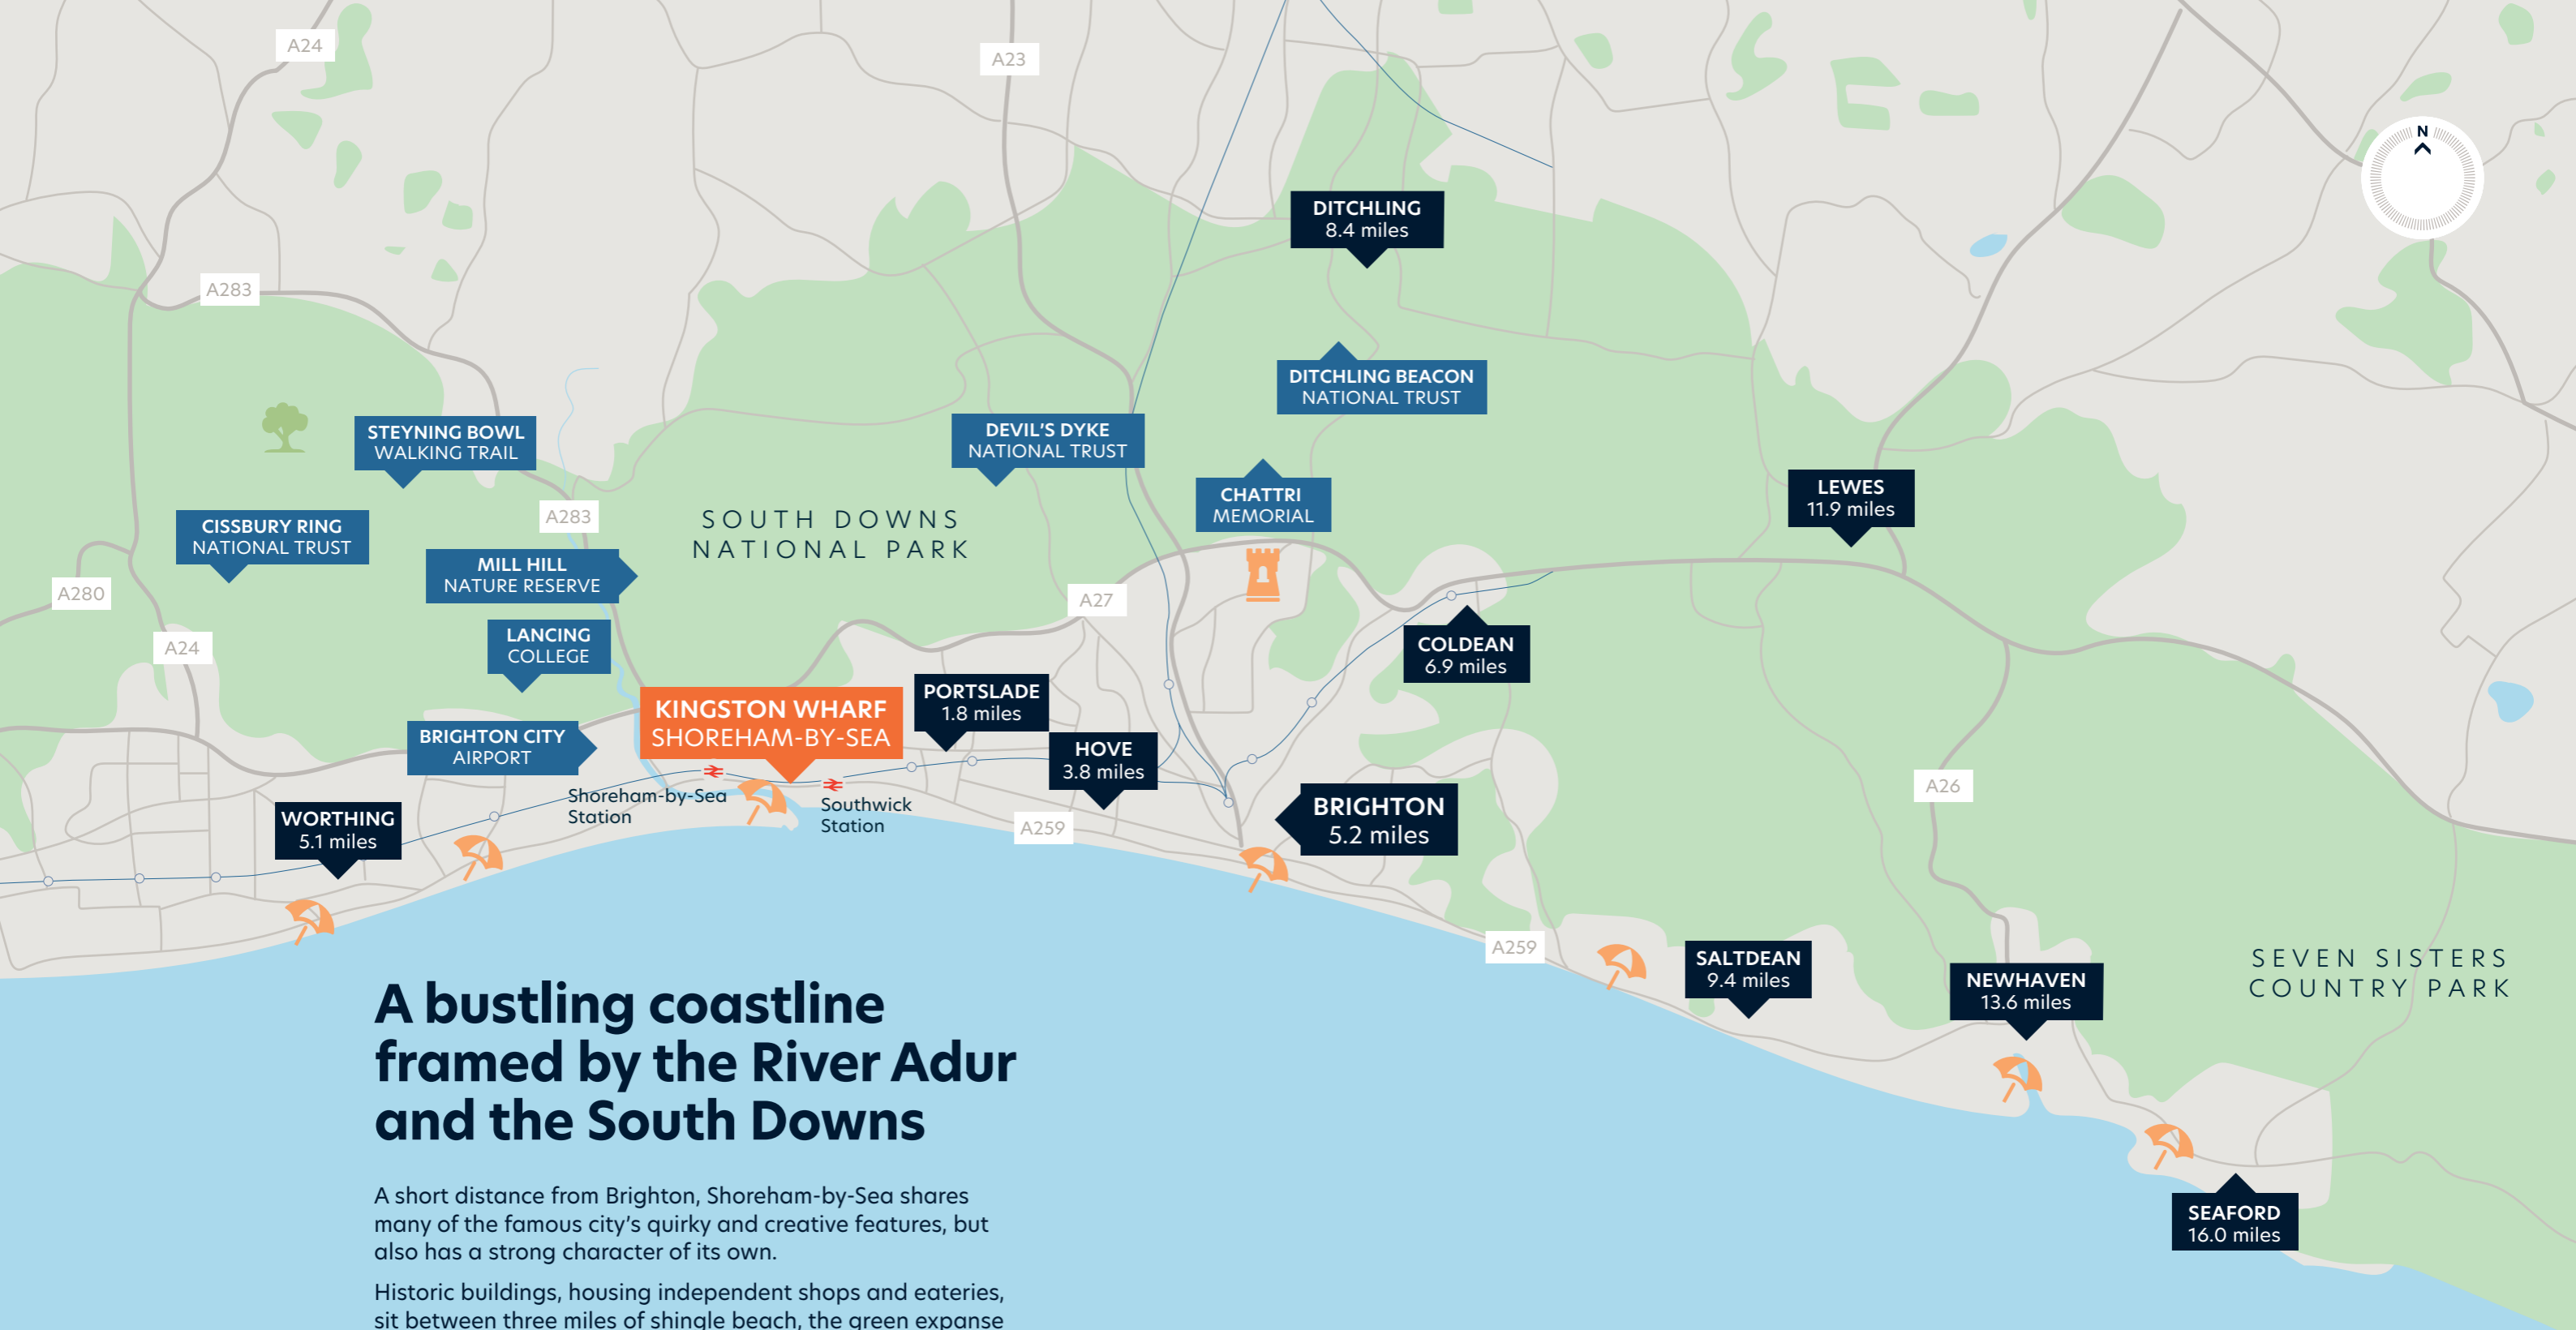 A24
A23
N
DITCHLING
8.4 miles
A283
DITCHLING BEACON
NATIONAL TRUST
STEYNING BOWL
WALKING TRAIL
DEVIL'S DYKE
NATIONAL TRUST
CHATTRI
MEMORIAL
LEWES
11.9 miles
CISSBURY RING
NATIONAL TRUST
A283
SOUTH DOWNS
NATIONAL PARK
MILL HILL
NATURE RESERVE
A280
A27
A24
LANCING
COLLEGE
COLDEAN
6.9 miles
KINGSTON WHARF
SHOREHAM-BY-SEA
PORTSLADE
1.8 miles
BRIGHTON CITY
AIRPORT
HOVE
3.8 miles
A26
Shoreham-by-Sea
Station
Southwick
Station
WORTHING
5.1 miles
A259
BRIGHTON
5.2 miles
A259
SALTDEAN
9.4 miles
NEWHAVEN
13.6 miles
SEVEN SISTERS
COUNTRY PARK
SEAFORD
16.0 miles
A bustling coastline
framed by the River Adur
and the South Downs
A short distance from Brighton, Shoreham-by-Sea shares
many of the famous city's quirky and creative features, but
also has a strong character of its own.
Historic buildings, housing independent shops and eateries,
sit between three miles of shingle beach, the green expanse